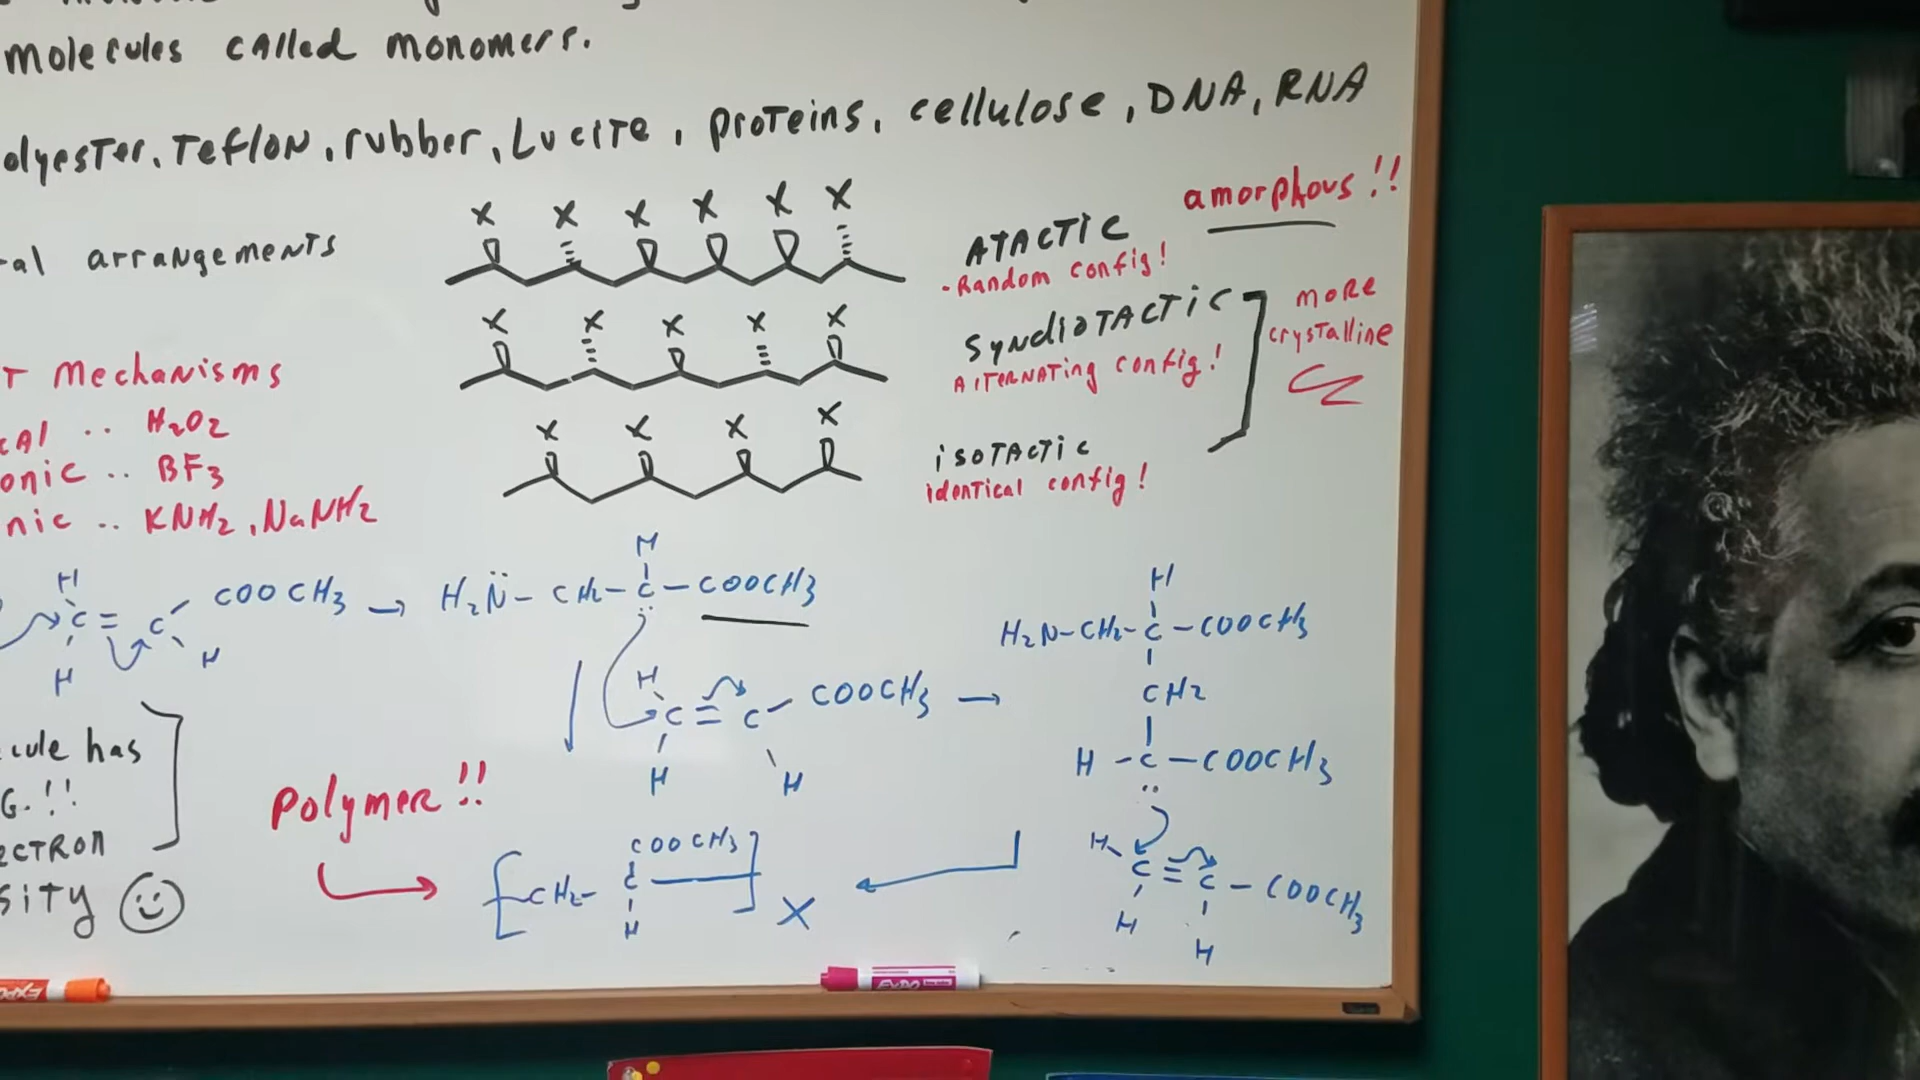 molecules called monomers.
olyester, Teflon, rubber, Lucite, proteins, cellulose, DNA, RNA
ral arrangements
X X X X X X
Atactic
amorphous!!
- Random config!
X X X X X
Syndiotactic
Alternating config!
more
crystalline
X X X X
isotactic
identical config!
T Mechanisms
cal .. H2O2
onic .. BF3
nic .. KNH2, NaNH2
H
C = C
COOCH3 →
H H
H
H2N̈ - CH2 - C - COOCH3
H
C = C
COOCH3 →
H H
H
H2N-CH2-C-COOCH3
CH2
H -C-COOCH3
H
C = C - COOCH3
H H
cule has
G.!!
ectron
sity
Polymer!!
COOCH3
[CH2- C ]X
H
EXPO
EXPO